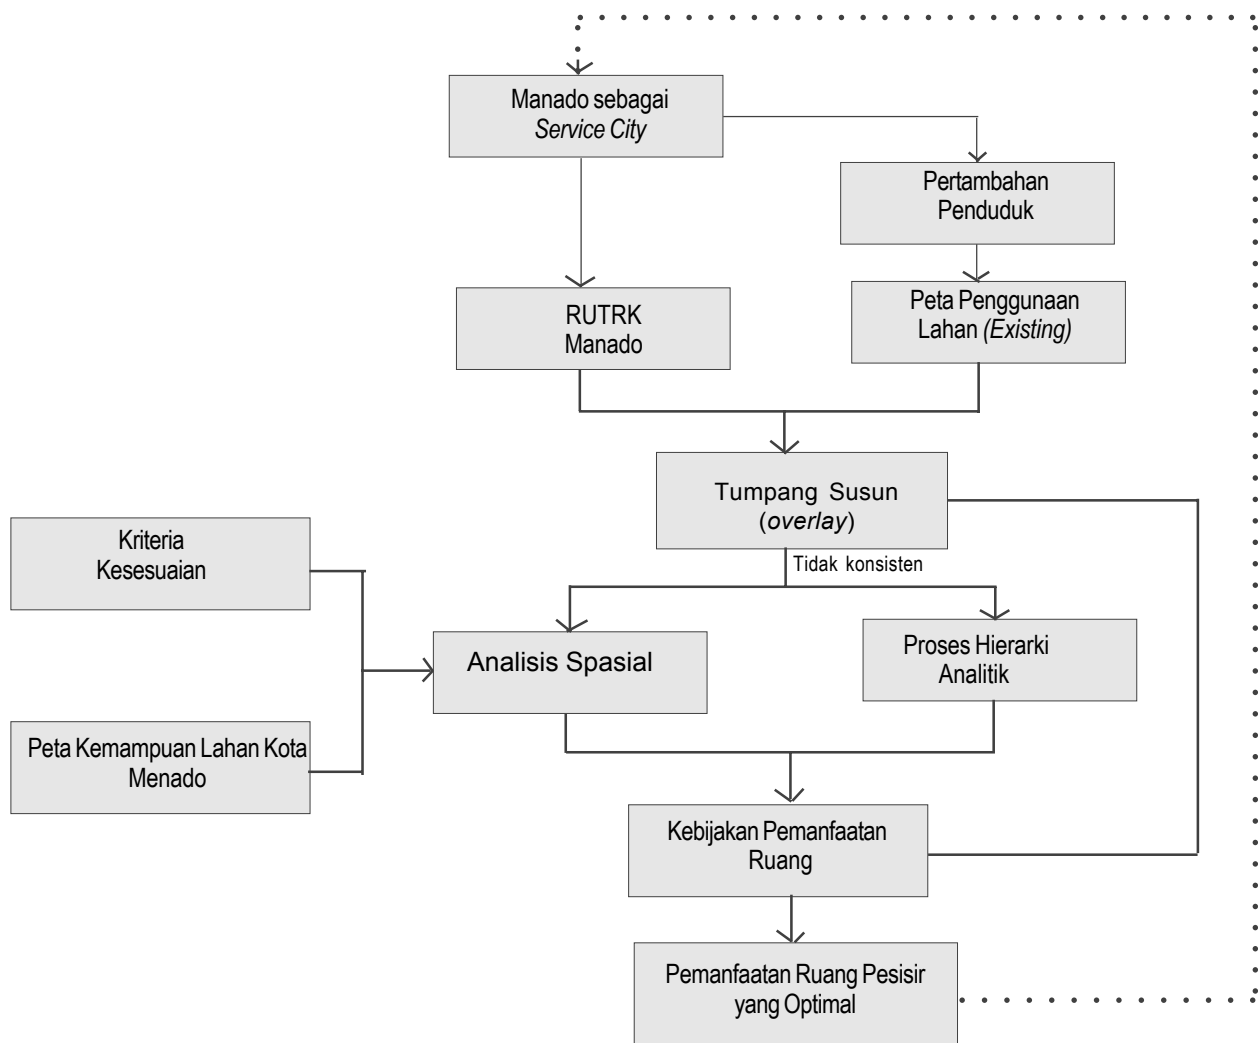 Manado sebagai
Service City
Pertambahan
Penduduk
RUTRK
Manado
Peta Penggunaan
Lahan (Existing)
Tumpang Susun
(overlay)
Tidak konsisten
Kriteria
Kesesuaian
Analisis Spasial
Proses Hierarki
Analitik
Peta Kemampuan Lahan Kota
Menado
Kebijakan Pemanfaatan
Ruang
Pemanfaatan Ruang Pesisir
yang Optimal